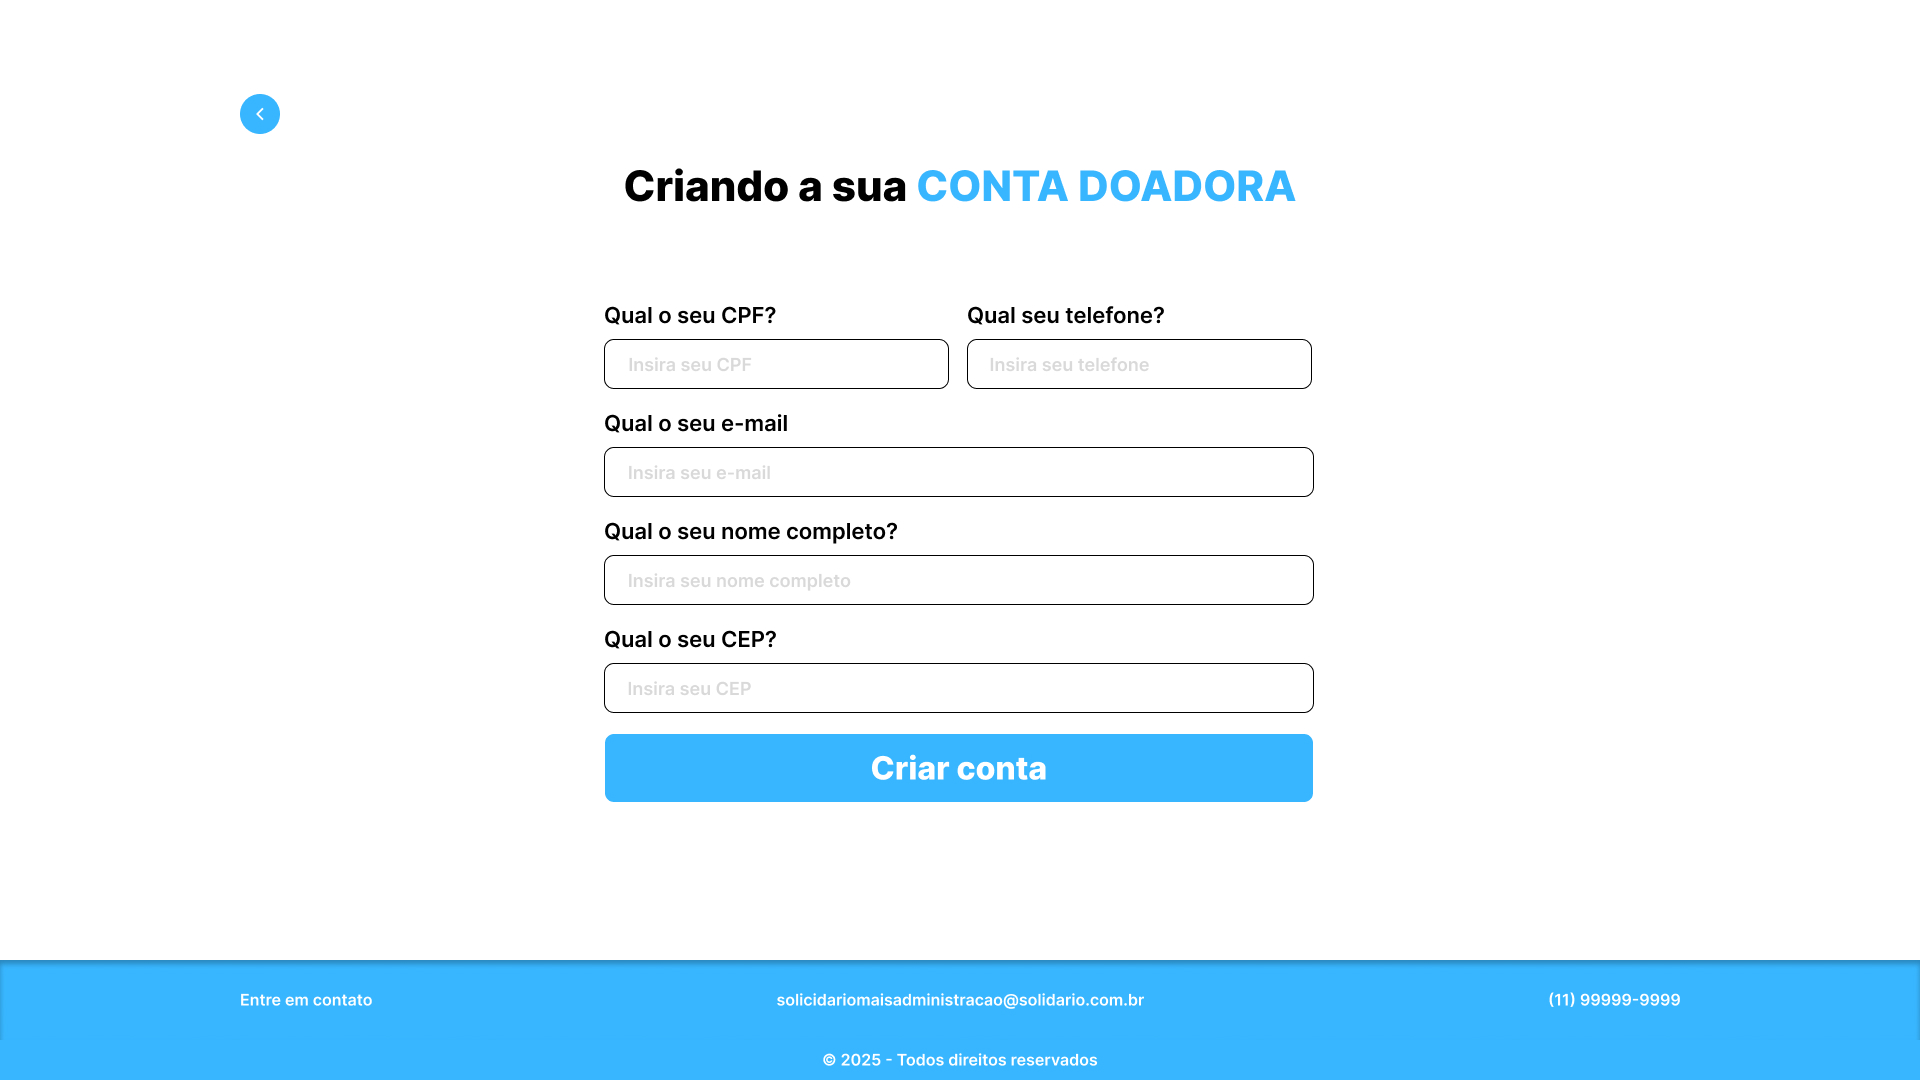 Criando a sua CONTA DOADORA
Qual o seu CPF?
Qual seu telefone?
Insira seu CPF
Insira seu telefone
Qual o seu e-mail
Insira seu e-mail
Qual o seu nome completo?
Insira seu nome completo
Qual o seu CEP?
Insira seu CEP
Criar conta
Entre em contato
solicidariomaisadministracao@solidario.com.br
(11) 99999-9999
© 2025 - Todos direitos reservados